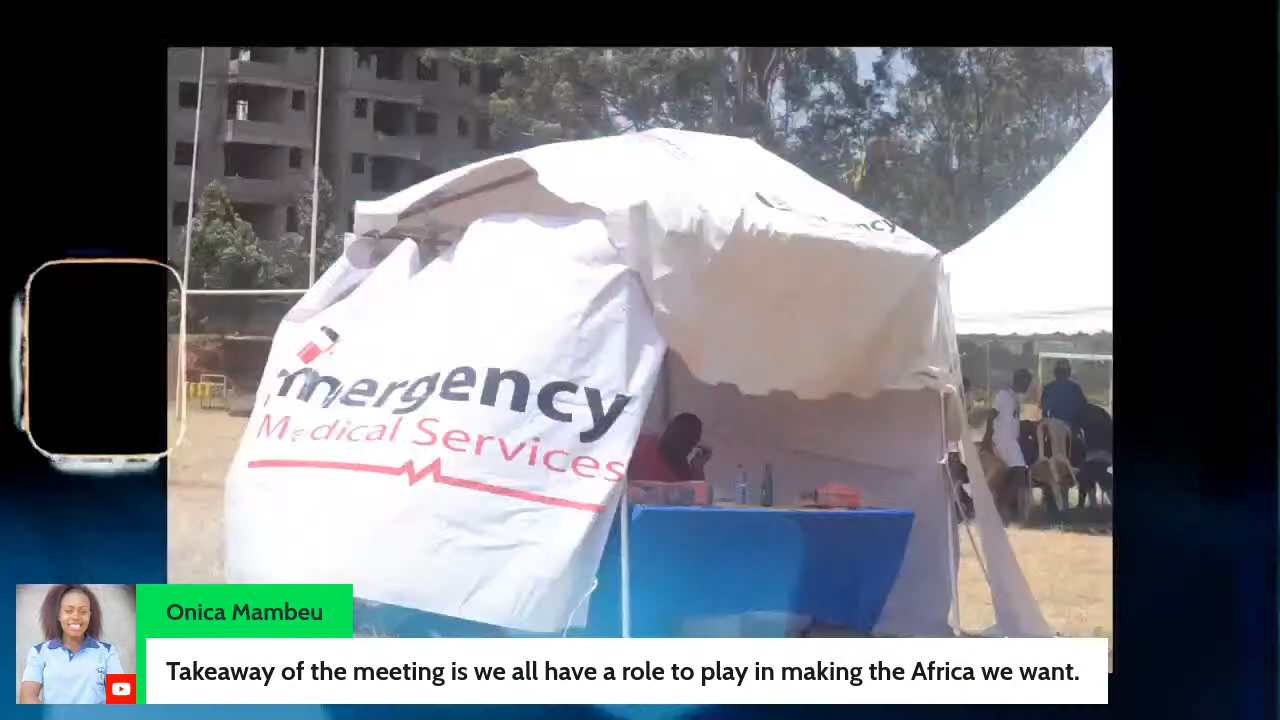 ncy
mergency
Medical Services
Onica Mambeu
Takeaway of the meeting is we all have a role to play in making the Africa we want.